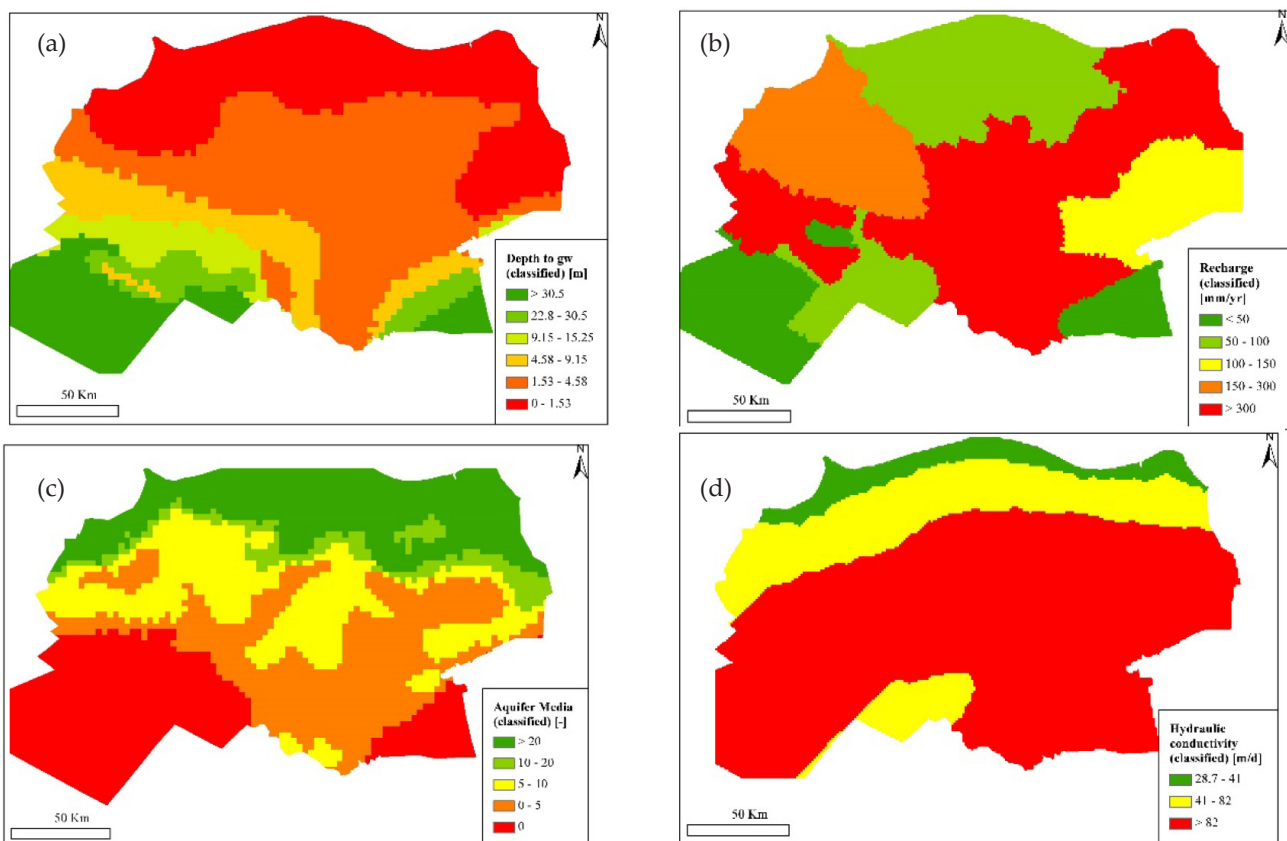 (a)
N
Depth to gw
(classified) [m]
> 30.5
22.8 - 30.5
9.15 - 15.25
4.58 - 9.15
1.53 - 4.58
0 - 1.53
50 Km
(b)
N
Recharge
(classified)
[mm/yr]
< 50
50 - 100
100 - 150
150 - 300
> 300
50 Km
(c)
N
Aquifer Media
(classified) [-]
> 20
10 - 20
5 - 10
0 - 5
0
50 Km
(d)
N
Hydraulic
conductivity
(classified) [m/d]
28.7 - 41
41 - 82
> 82
50 Km